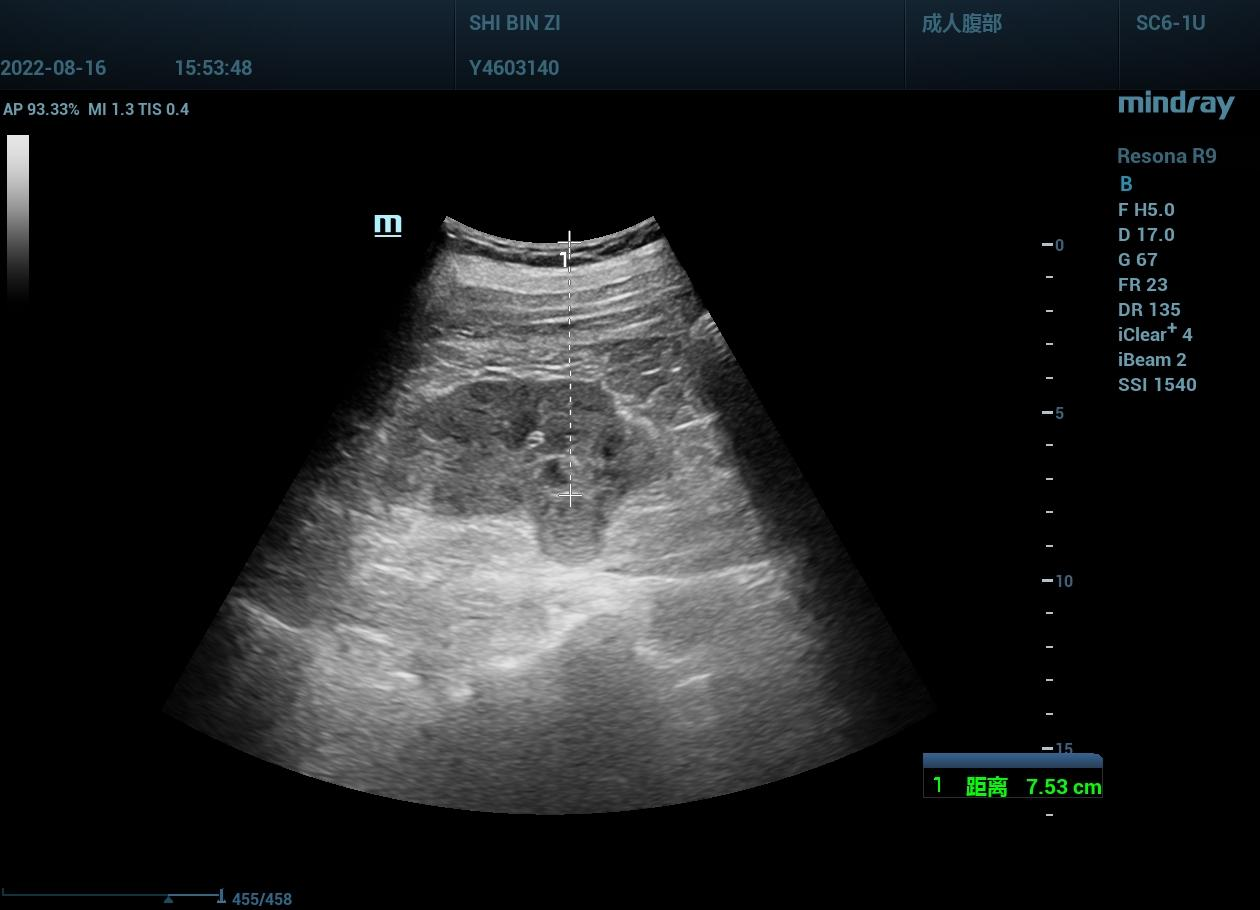 SHI BIN ZI
成人腹部
SC6-1U
2022-08-16 15:53:48
Y4603140
AP 93.33% MI 1.3 TIS 0.4
mindray
Resona R9
B
F H5.0
D 17.0
G 67
FR 23
DR 135
iClear+ 4
iBeam 2
SSI 1540
m
1
0
5
10
15
1 距离 7.53 cm
455/458